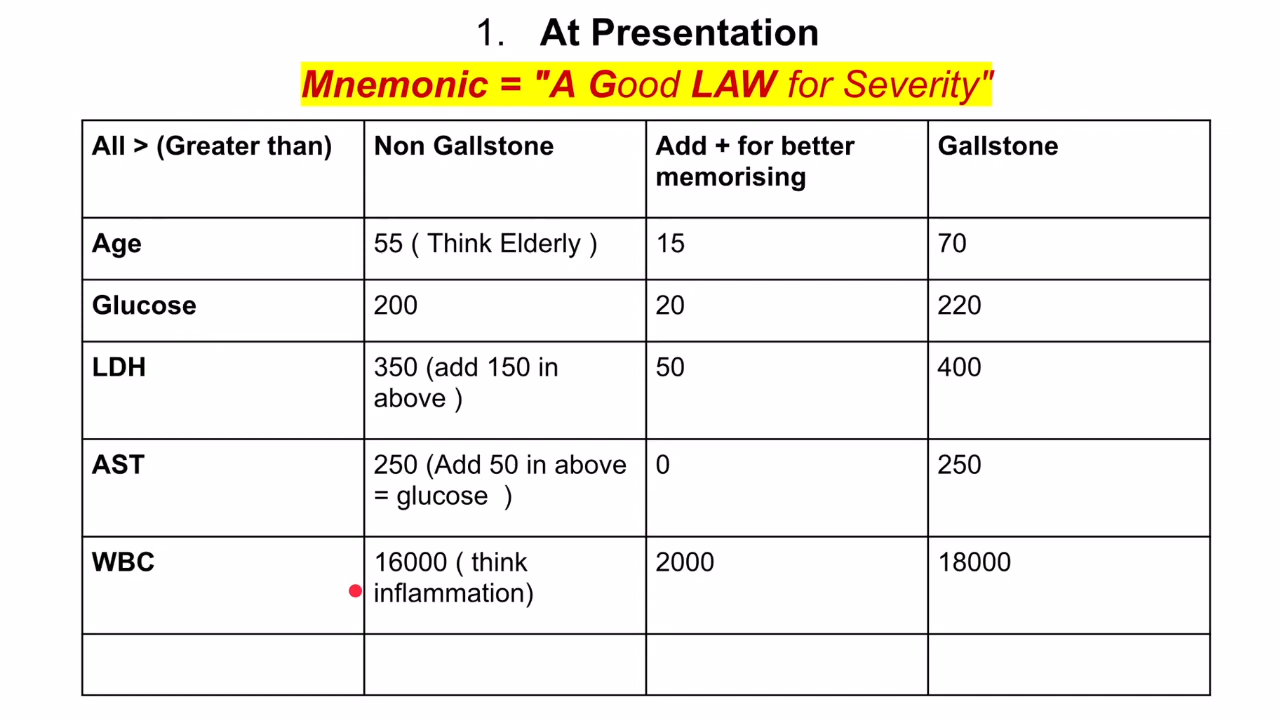 1. At Presentation
Mnemonic = "A Good LAW for Severity"
All > (Greater than)
Non Gallstone
Add + for better
memorising
Gallstone
Age
55 ( Think Elderly )
15
70
Glucose
200
20
220
LDH
350 (add 150 in
above )
50
400
AST
250 (Add 50 in above
= glucose )
0
250
WBC
16000 ( think
inflammation)
2000
18000